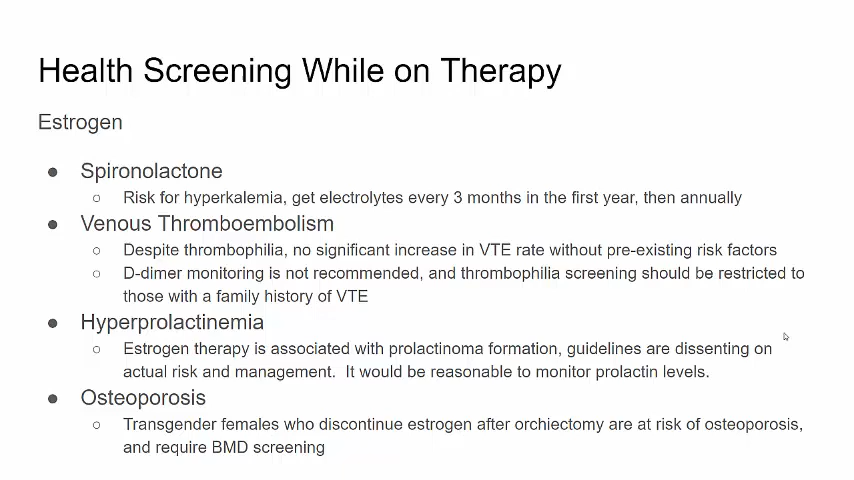 Health Screening While on Therapy
Estrogen
● Spironolactone
○ Risk for hyperkalemia, get electrolytes every 3 months in the first year, then annually
● Venous Thromboembolism
○ Despite thrombophilia, no significant increase in VTE rate without pre-existing risk factors
○ D-dimer monitoring is not recommended, and thrombophilia screening should be restricted to
those with a family history of VTE
● Hyperprolactinemia
○ Estrogen therapy is associated with prolactinoma formation, guidelines are dissenting on
actual risk and management.  It would be reasonable to monitor prolactin levels.
● Osteoporosis
○ Transgender females who discontinue estrogen after orchiectomy are at risk of osteoporosis,
and require BMD screening